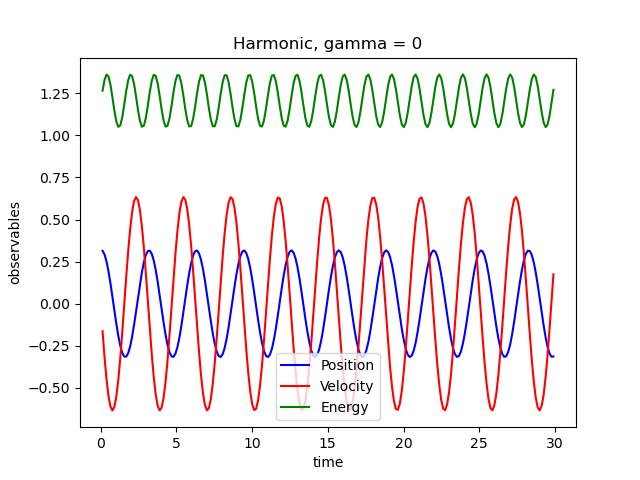 Harmonic, gamma = 0
observables
1.25
1.00
0.75
0.50
0.25
0.00
−0.25
−0.50
Position
Velocity
Energy
0 5 10 15 20 25 30
time